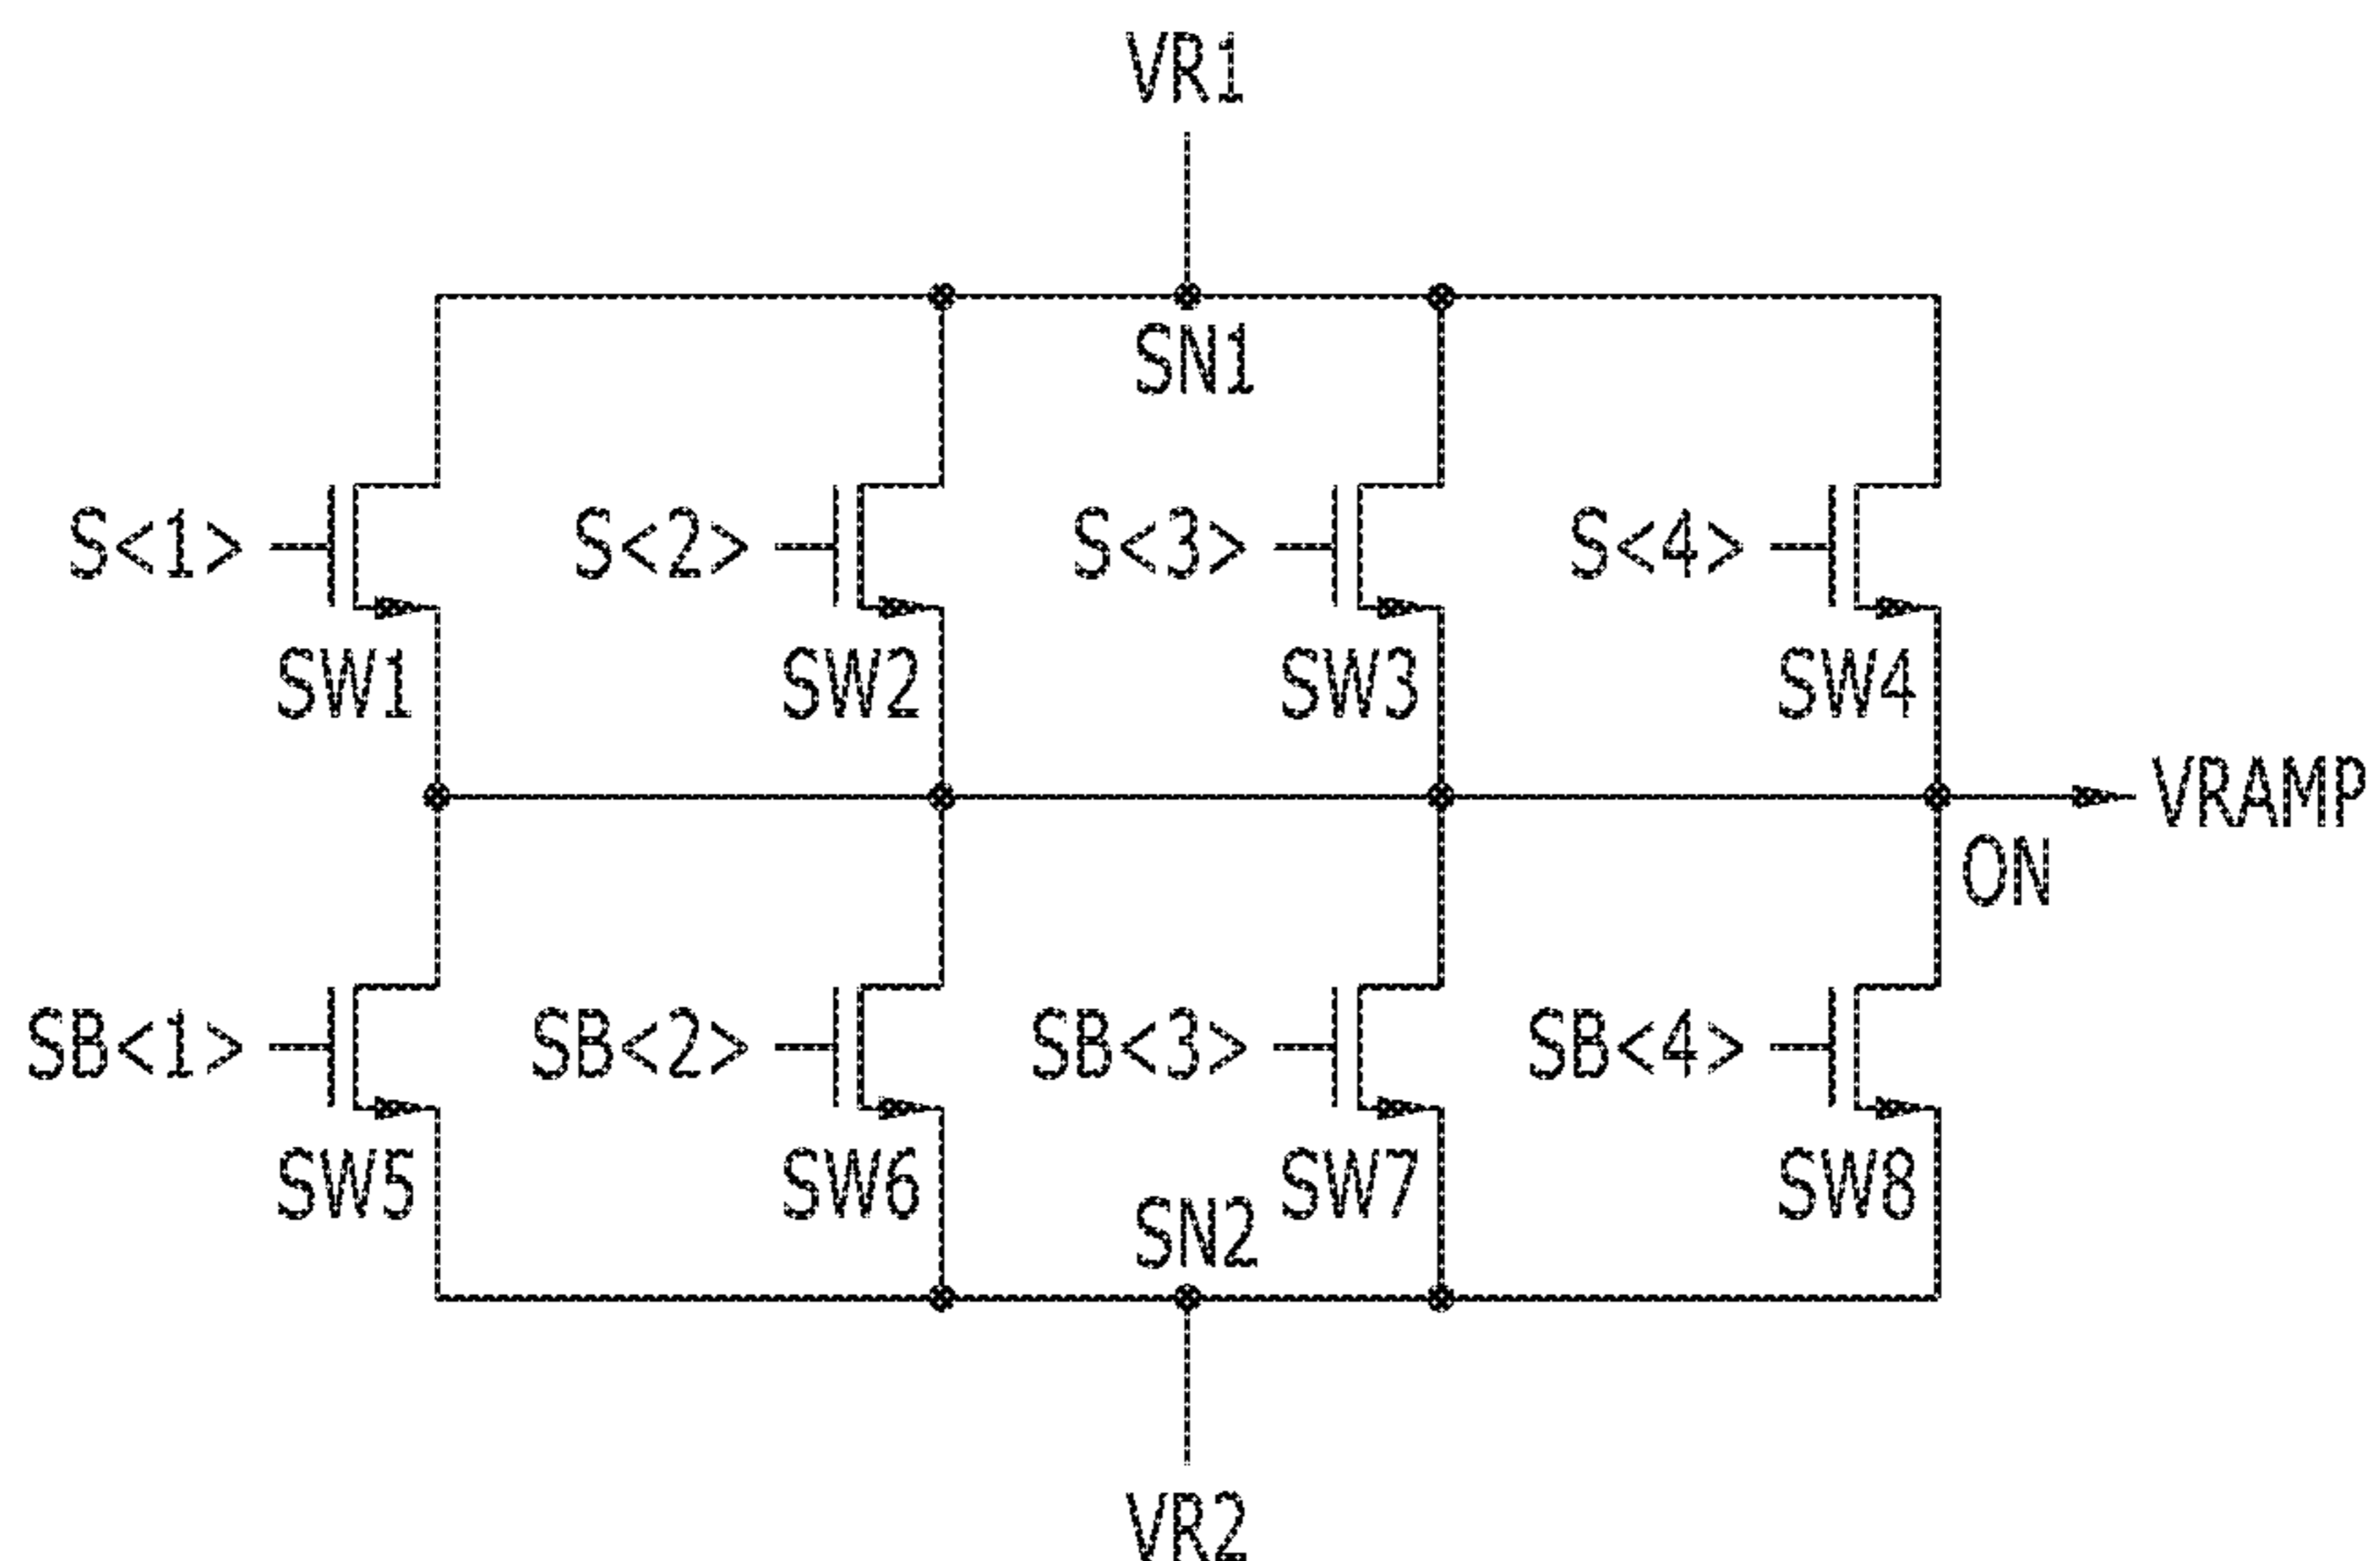 VR1
SN1
S<1>
S<2>
S<3>
S<4>
SW1
SW2
SW3
SW4
VRAMP
ON
SB<1>
SB<2>
SB<3>
SB<4>
SW5
SW6
SW7
SW8
SN2
VR2